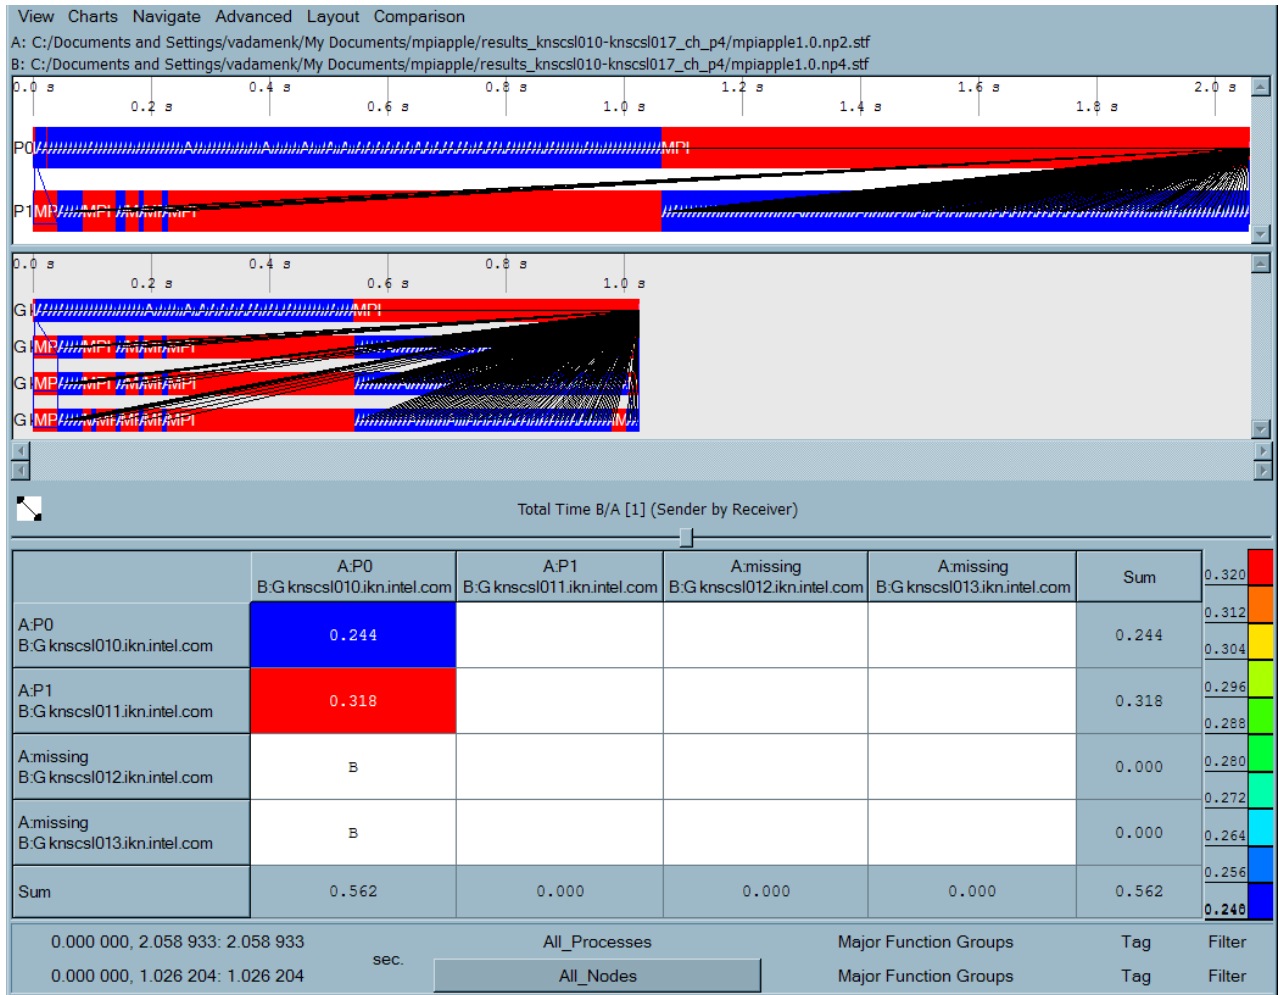 View Charts Navigate Advanced Layout Comparison
A: C:/Documents and Settings/vadamenk/My Documents/mpiapple/results_knscsl010-knscsl017_ch_p4/mpiapple1.0.np2.stf
B: C:/Documents and Settings/vadamenk/My Documents/mpiapple/results_knscsl010-knscsl017_ch_p4/mpiapple1.0.np4.stf
0.0 s 0.4 s 0.8 s 1.2 s 1.6 s 2.0 s
0.2 s 0.6 s 1.0 s 1.4 s 1.8 s
P0 MPI
P1 MP MPI MPI
0.0 s 0.4 s 0.8 s
0.2 s 0.6 s 1.0 s
G MPI
G MP MPI MPI
G MP MPI MPI
G MP MPI
Total Time B/A [1] (Sender by Receiver)
A:P0 A:P1 A:missing A:missing Sum
B:G knscsl010.ikn.intel.com B:G knscsl011.ikn.intel.com B:G knscsl012.ikn.intel.com B:G knscsl013.ikn.intel.com
A:P0
B:G knscsl010.ikn.intel.com 0.244 0.244
A:P1
B:G knscsl011.ikn.intel.com 0.318 0.318
A:missing
B:G knscsl012.ikn.intel.com B 0.000
A:missing
B:G knscsl013.ikn.intel.com B 0.000
Sum 0.562 0.000 0.000 0.000 0.562
0.320
0.312
0.304
0.296
0.288
0.280
0.272
0.264
0.256
0.248
0.000 000, 2.058 933: 2.058 933 All_Processes Major Function Groups Tag Filter
sec.
0.000 000, 1.026 204: 1.026 204 All_Nodes Major Function Groups Tag Filter